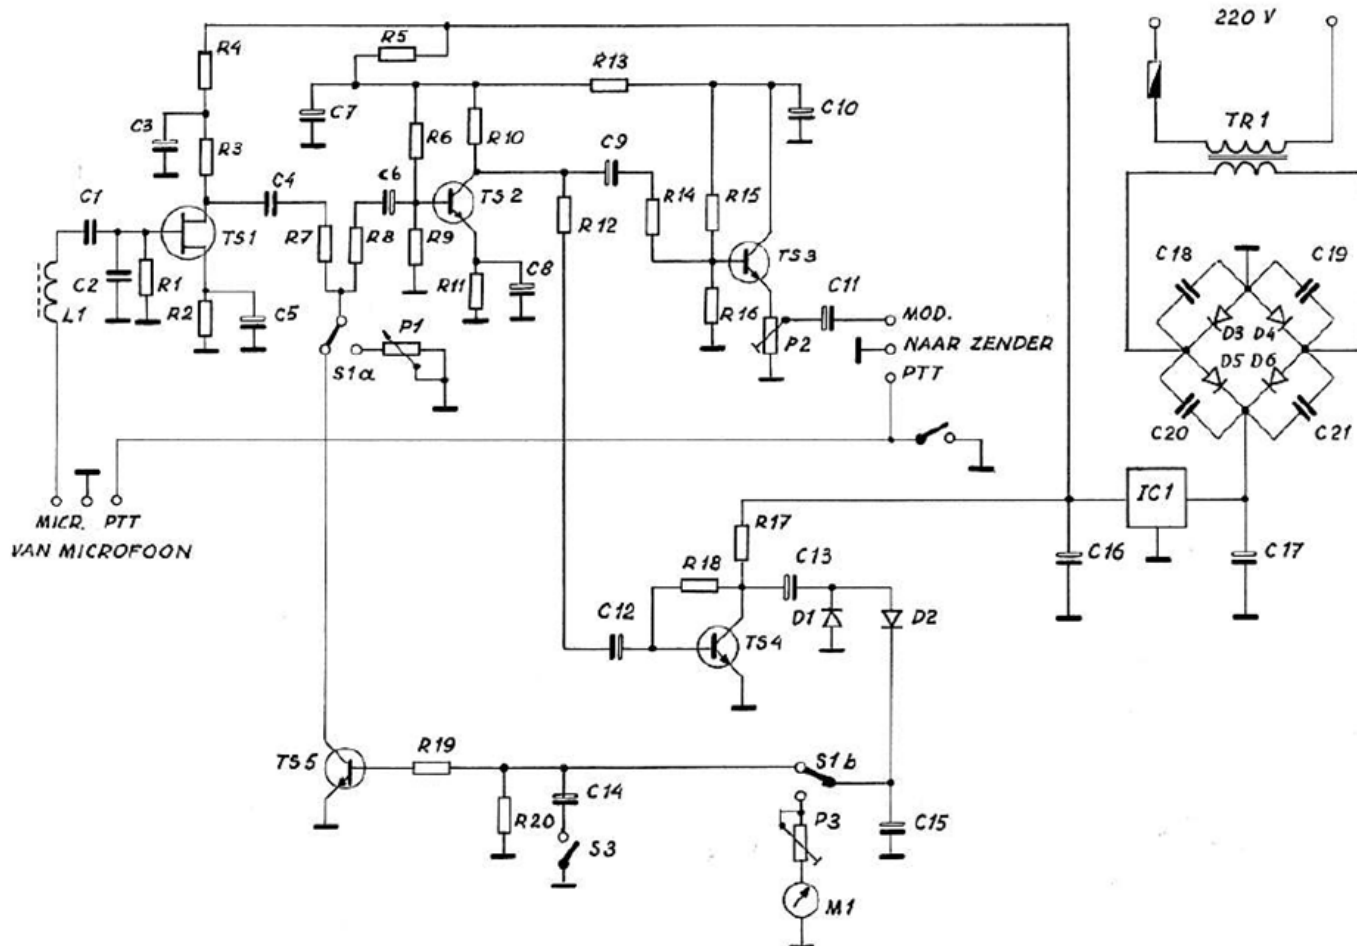 220 V
R4
R5
R13
C7
C10
TR1
C3
R3
R6
R10
C9
C1
C4
C6
TS2
R14
R15
TS1
R7
R8
R9
R12
TS3
C18
C19
C2
R1
L1
R2
C5
R11
C8
R16
C11
MOD.
P1
P2
NAAR ZENDER
S1a
PTT
D3 D4
D5 D6
C20
C21
MICR. PTT
VAN MICROFOON
IC1
R17
C16
C17
R18
C13
C12
D1
D2
TS4
TS5
R19
S1b
C14
R20
S3
P3
C15
M1